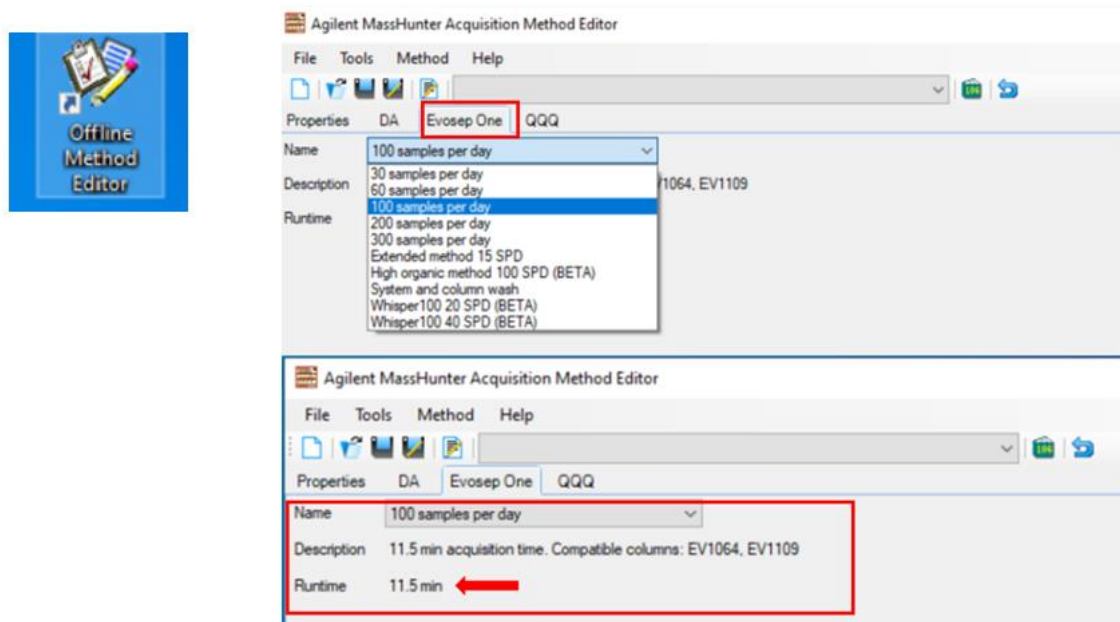 Offline
Method
Editor
Agilent MassHunter Acquisition Method Editor
File Tools Method Help
Properties DA Evosep One QQQ
Name 100 samples per day
30 samples per day
Description 60 samples per day 1064, EV1109
100 samples per day
Runtime 200 samples per day
300 samples per day
Extended method 15 SPD
High organic method 100 SPD (BETA)
System and column wash
Whisper100 20 SPD (BETA)
Whisper100 40 SPD (BETA)
Agilent MassHunter Acquisition Method Editor
File Tools Method Help
Properties DA Evosep One QQQ
Name 100 samples per day
Description 11.5 min acquisition time. Compatible columns: EV1064, EV1109
Runtime 11.5 min